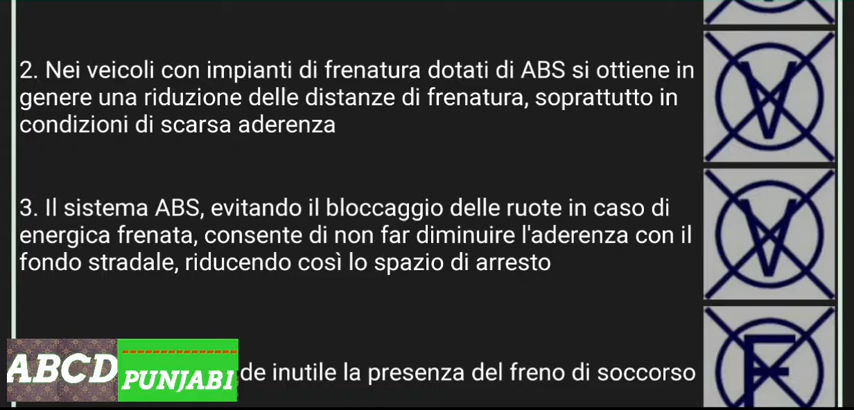 2. Nei veicoli con impianti di frenatura dotati di ABS si ottiene in
genere una riduzione delle distanze di frenatura, soprattutto in
condizioni di scarsa aderenza
V
3. Il sistema ABS, evitando il bloccaggio delle ruote in caso di
energica frenata, consente di non far diminuire l'aderenza con il
fondo stradale, riducendo così lo spazio di arresto
V
inutile la presenza del freno di soccorso
F
ABCD PUNJABI